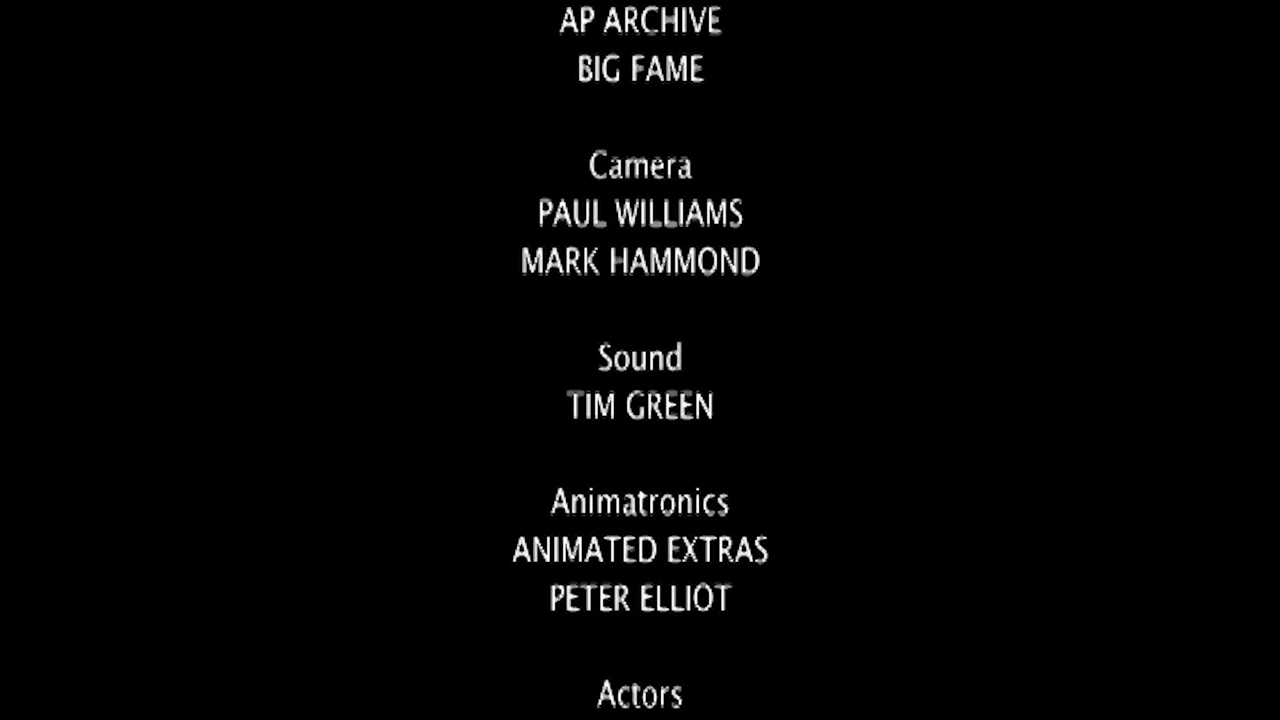 AP ARCHIVE
BIG FAME
Camera
PAUL WILLIAMS
MARK HAMMOND
Sound
TIM GREEN
Animatronics
ANIMATED EXTRAS
PETER ELLIOT
Actors